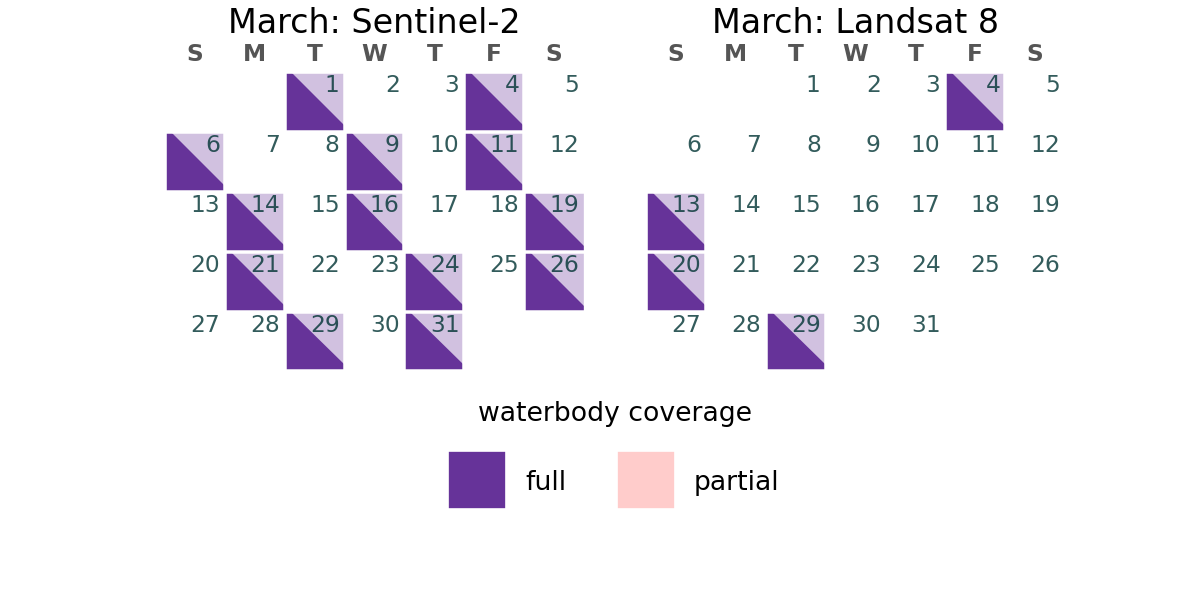 March: Sentinel-2
S M T W T F S
1 2 3 4 5
6 7 8 9 10 11 12
13 14 15 16 17 18 19
20 21 22 23 24 25 26
27 28 29 30 31
March: Landsat 8
S M T W T F S
1 2 3 4 5
6 7 8 9 10 11 12
13 14 15 16 17 18 19
20 21 22 23 24 25 26
27 28 29 30 31
waterbody coverage
full partial